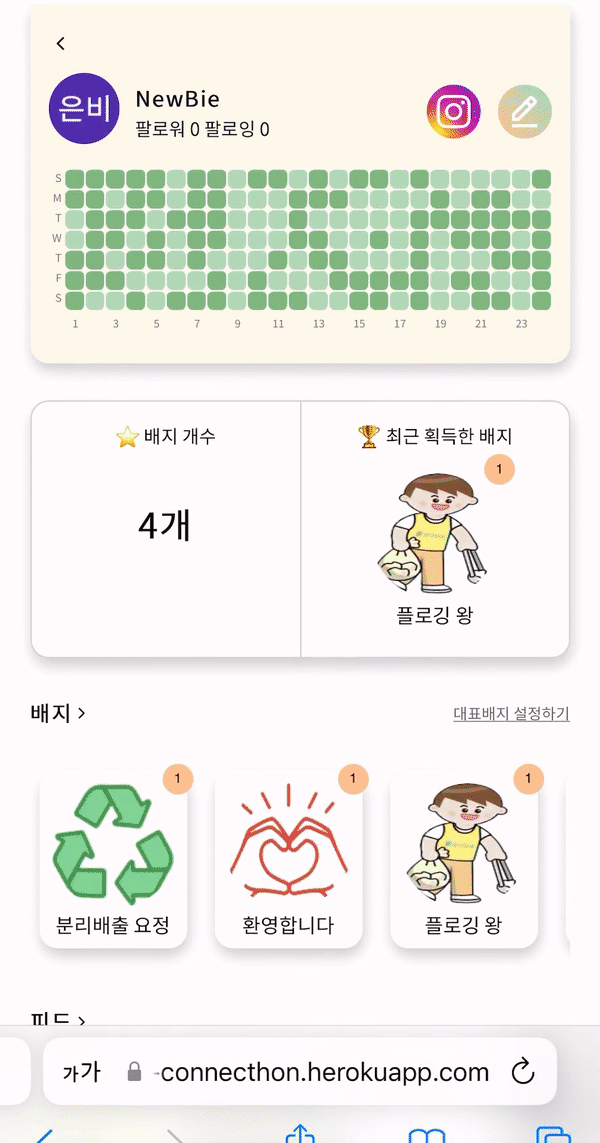 은비
NewBie
팔로워 0 팔로잉 0
S
M
T
W
T
F
S
1 3 5 7 9 11 13 15 17 19 21 23
배지 개수
최근 획득한 배지
1
4개
플로깅 왕
배지 >
대표배지 설정하기
1 1 1
분리배출 요정 환영합니다 플로깅 왕
피드 >
가가 -connecthon.herokuapp.com